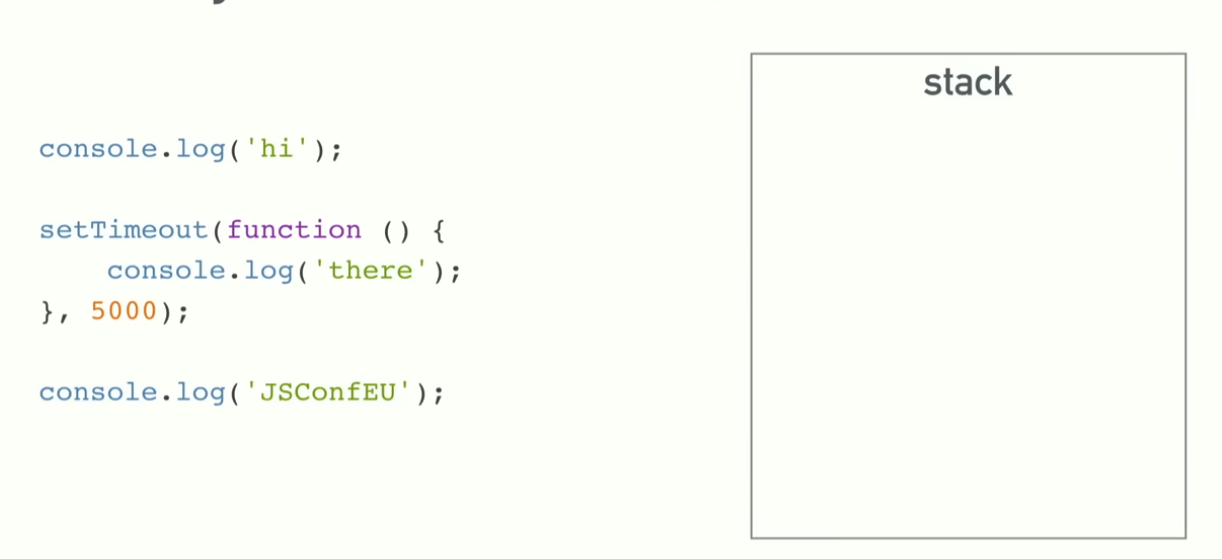 stack
console.log('hi');
setTimeout(function () {
    console.log('there');
}, 5000);
console.log('JSConfEU');